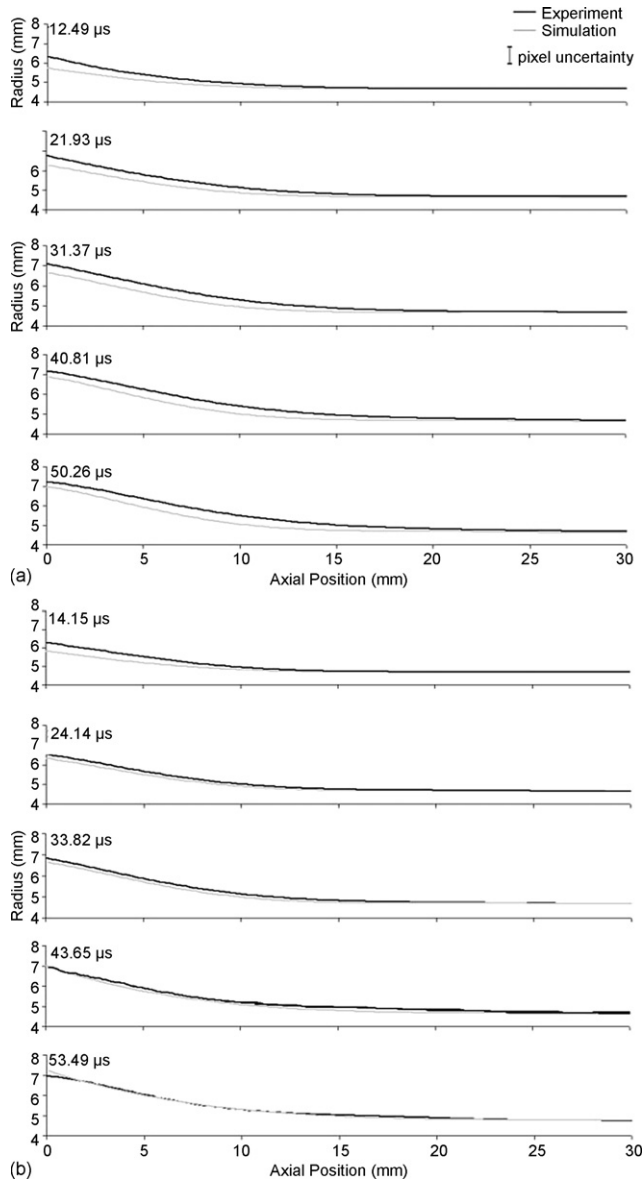 Experiment
Simulation
pixel uncertainty
Radius (mm)
8
7
6
5
4
12.49 µs
21.93 µs
6
5
4
Radius (mm)
8
7
6
5
4
31.37 µs
8
7
6
5
4
40.81 µs
8
7
6
5
4
50.26 µs
0 5 10 15 20 25 30
(a) Axial Position (mm)
8
7
6
5
4
14.15 µs
8
7
6
5
4
24.14 µs
Radius (mm)
8
7
6
5
4
33.82 µs
8
7
6
5
4
43.65 µs
8
7
6
5
4
53.49 µs
0 5 10 15 20 25 30
(b) Axial Position (mm)